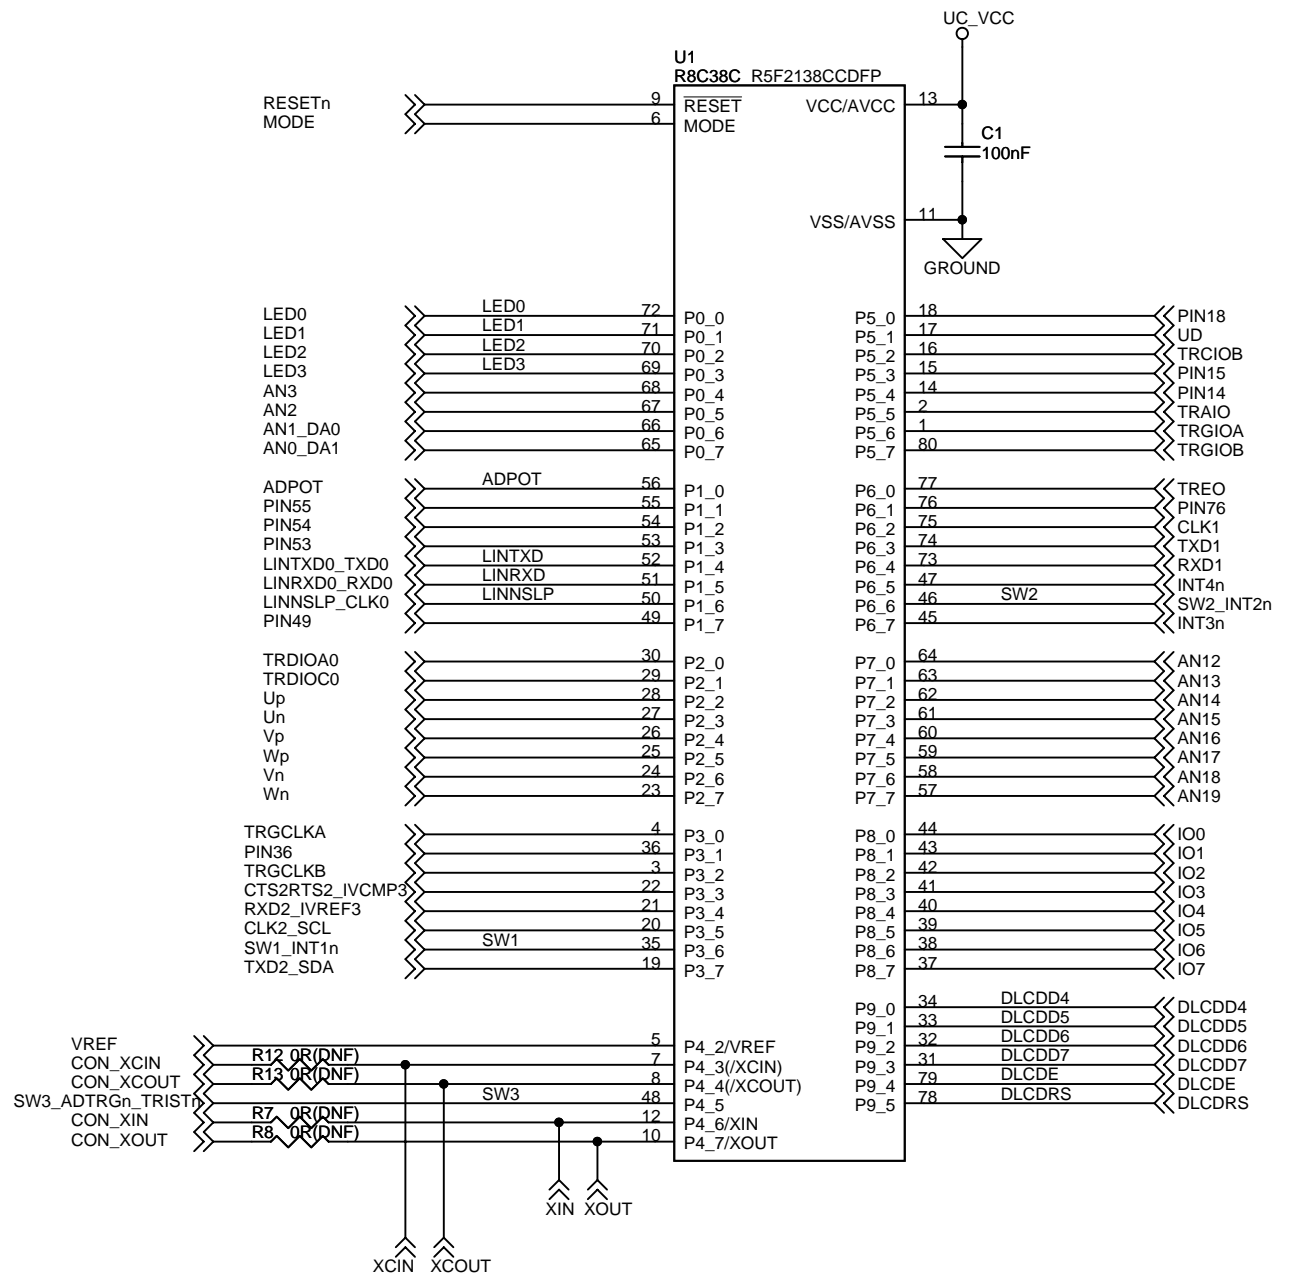 UC_VCC
U1
R8C38C R5F2138CCDFP
RESETn 9 RESET VCC/AVCC 13
MODE 6 MODE
C1
100nF
VSS/AVSS 11
GROUND
LED0 LED0 72 P0_0 P5_0 18 PIN18
LED1 LED1 71 P0_1 P5_1 17 UD
LED2 LED2 70 P0_2 P5_2 16 TRCIOB
LED3 LED3 69 P0_3 P5_3 15 PIN15
AN3 68 P0_4 P5_4 14 PIN14
AN2 67 P0_5 P5_5 2 TRAIO
AN1_DA0 66 P0_6 P5_6 1 TRGIOA
AN0_DA1 65 P0_7 P5_7 80 TRGIOB
ADPOT ADPOT 56 P1_0 P6_0 77 TREO
PIN55 55 P1_1 P6_1 76 PIN76
PIN54 54 P1_2 P6_2 75 CLK1
PIN53 53 P1_3 P6_3 74 TXD1
LINTXD0_TXD0 LINTXD 52 P1_4 P6_4 73 RXD1
LINRXD0_RXD0 LINRXD 51 P1_5 P6_5 47 INT4n
LINNSLP_CLK0 LINNSLP 50 P1_6 P6_6 46 SW2 SW2_INT2n
PIN49 49 P1_7 P6_7 45 INT3n
TRDIOA0 30 P2_0 P7_0 64 AN12
TRDIOC0 29 P2_1 P7_1 63 AN13
Up 28 P2_2 P7_2 62 AN14
Un 27 P2_3 P7_3 61 AN15
Vp 26 P2_4 P7_4 60 AN16
Wp 25 P2_5 P7_5 59 AN17
Vn 24 P2_6 P7_6 58 AN18
Wn 23 P2_7 P7_7 57 AN19
TRGCLKA 4 P3_0 P8_0 44 IO0
PIN36 36 P3_1 P8_1 43 IO1
TRGCLKB 3 P3_2 P8_2 42 IO2
CTS2RTS2_IVCMP3 22 P3_3 P8_3 41 IO3
RXD2_IVREF3 21 P3_4 P8_4 40 IO4
CLK2_SCL 20 P3_5 P8_5 39 IO5
SW1_INT1n SW1 35 P3_6 P8_6 38 IO6
TXD2_SDA 19 P3_7 P8_7 37 IO7
P9_0 34 DLCDD4 DLCDD4
P9_1 33 DLCDD5 DLCDD5
VREF 5 P4_2/VREF P9_2 32 DLCDD6 DLCDD6
CON_XCIN R12 0R(DNF) 7 P4_3(/XCIN) P9_3 31 DLCDD7 DLCDD7
CON_XCOUT R13 0R(DNF) 8 P4_4(/XCOUT) P9_4 79 DLCDE DLCDE
SW3_ADTRGn_TRISTn SW3 48 P4_5 P9_5 78 DLCDRS DLCDRS
CON_XIN R7 0R(DNF) 12 P4_6/XIN
CON_XOUT R8 0R(DNF) 10 P4_7/XOUT
XIN XOUT
XCIN XCOUT